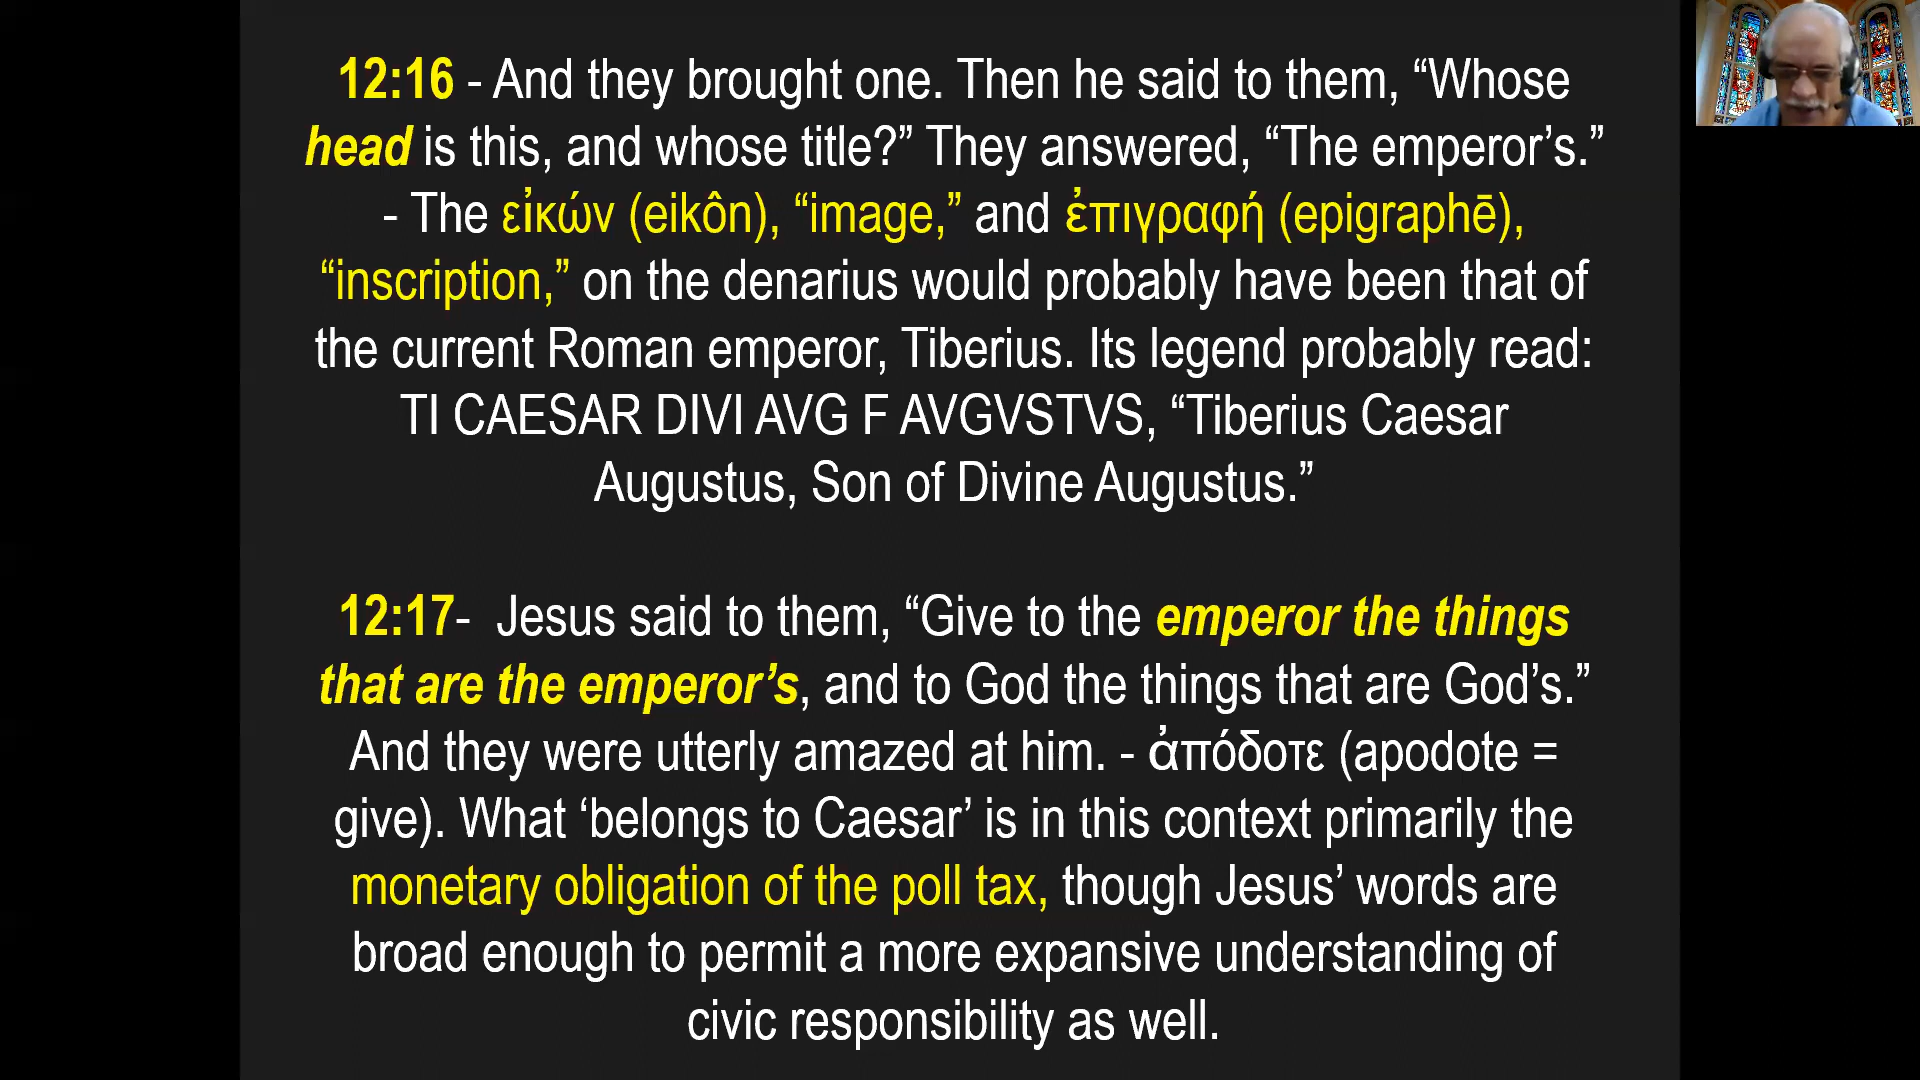 12:16 - And they brought one. Then he said to them, “Whose
head is this, and whose title?” They answered, “The emperor’s.”
- The εἰκών (eikôn), “image,” and ἐπιγραφή (epigraphē),
“inscription,” on the denarius would probably have been that of
the current Roman emperor, Tiberius. Its legend probably read:
TI CAESAR DIVI AVG F AVGVSTVS, “Tiberius Caesar
Augustus, Son of Divine Augustus.”
12:17-  Jesus said to them, “Give to the emperor the things
that are the emperor’s, and to God the things that are God’s.”
And they were utterly amazed at him. - ἀπόδοτε (apodote =
give). What ‘belongs to Caesar’ is in this context primarily the
monetary obligation of the poll tax, though Jesus’ words are
broad enough to permit a more expansive understanding of
civic responsibility as well.